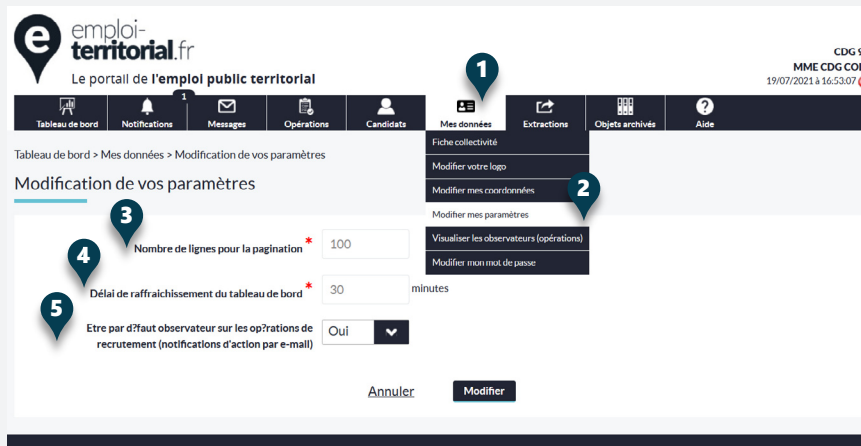 e
emploi-
territorial.fr
Le portail de l'emploi public territorial
CDG
MME CDG
19/07/2021 à 16:53:07
1
1
Tableau de bord Notifications Messages Opérations Candidats Mes données Extractions Objets archivés Aide
Tableau de bord > Mes données > Modification de vos paramètres
Fiche collectivité
Modifier votre logo
Modifier mes coordonnées
2
Modifier mes paramètres
Visualiser les observateurs (opérations)
Modifier mon mot de passe
Modification de vos paramètres
3
Nombre de lignes pour la pagination * 100
4
Délai de raffraichissement du tableau de bord * 30 minutes
5
Etre par d?faut observateur sur les op?rations de
recrutement (notifications d'action par e-mail)
Oui
Annuler Modifier